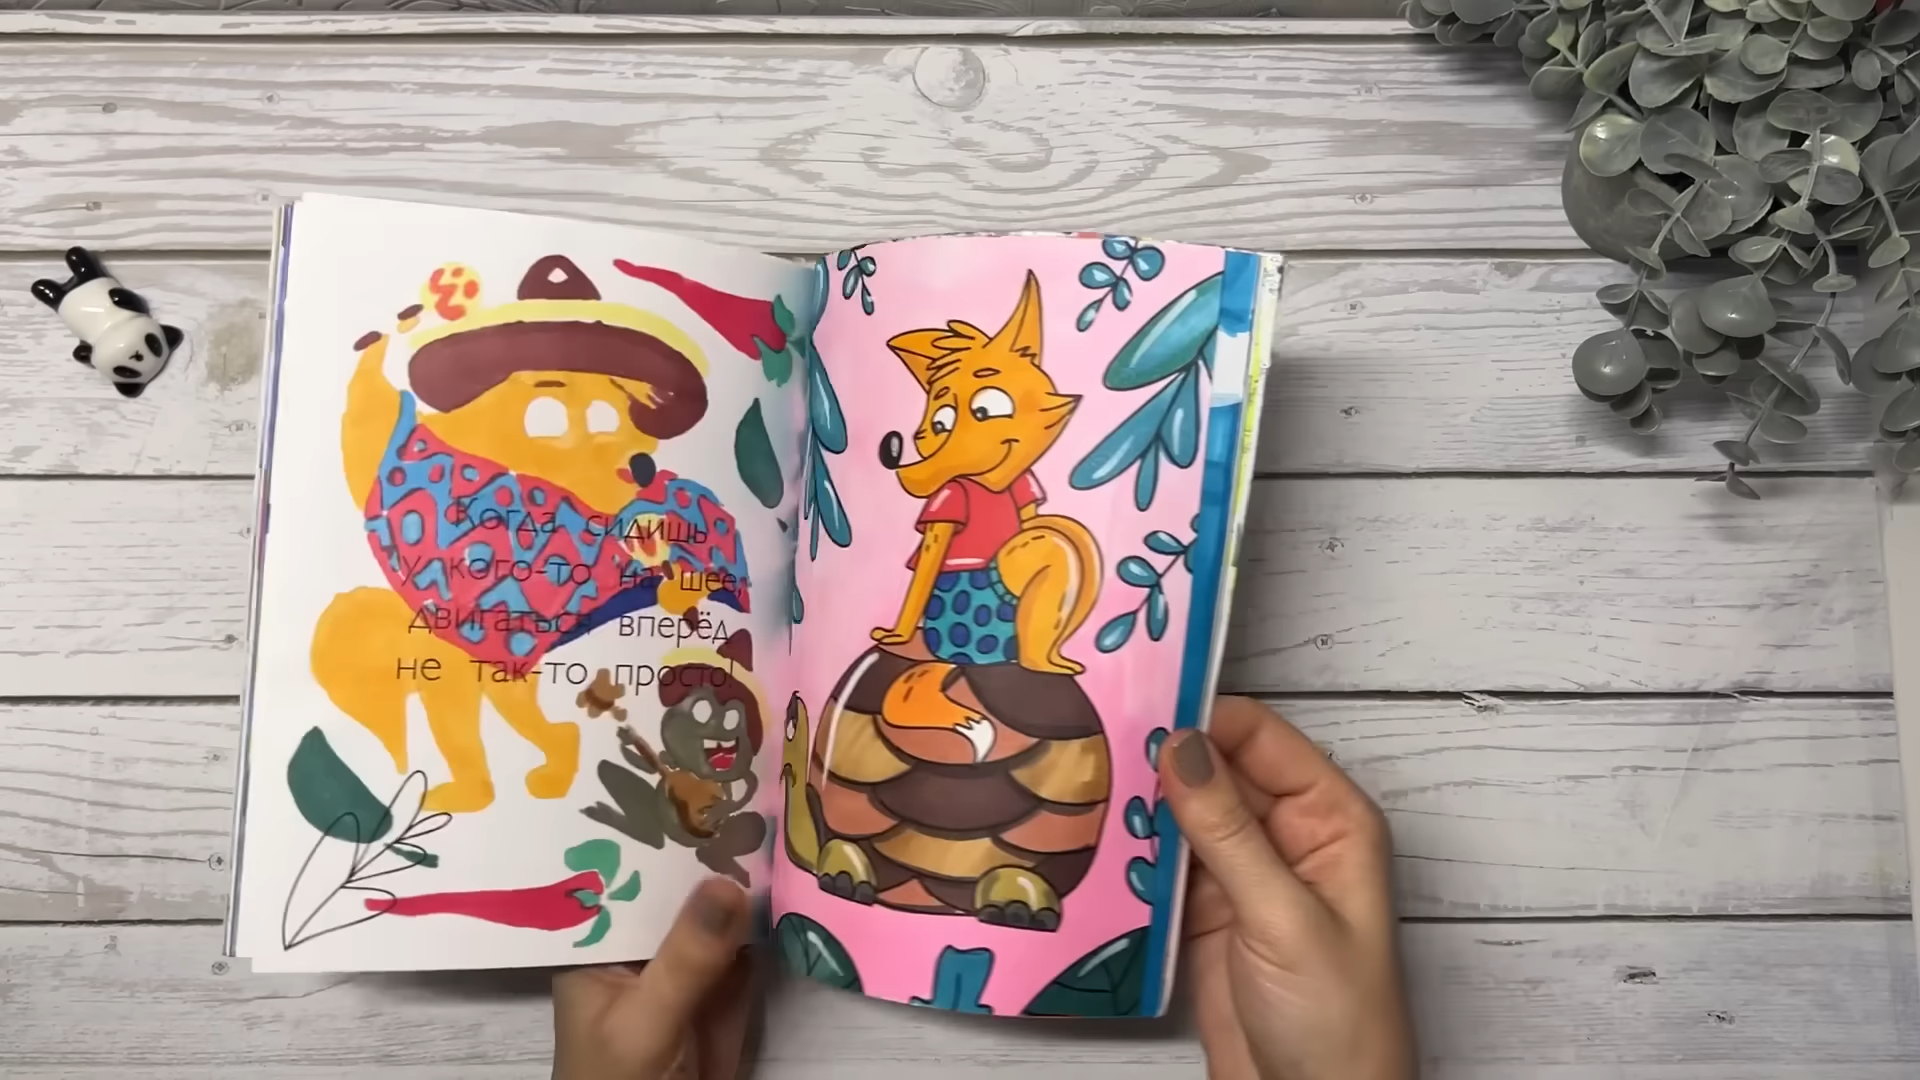 Когда сидишь
у кого-то на шее,
двигаться вперёд
не так-то просто!